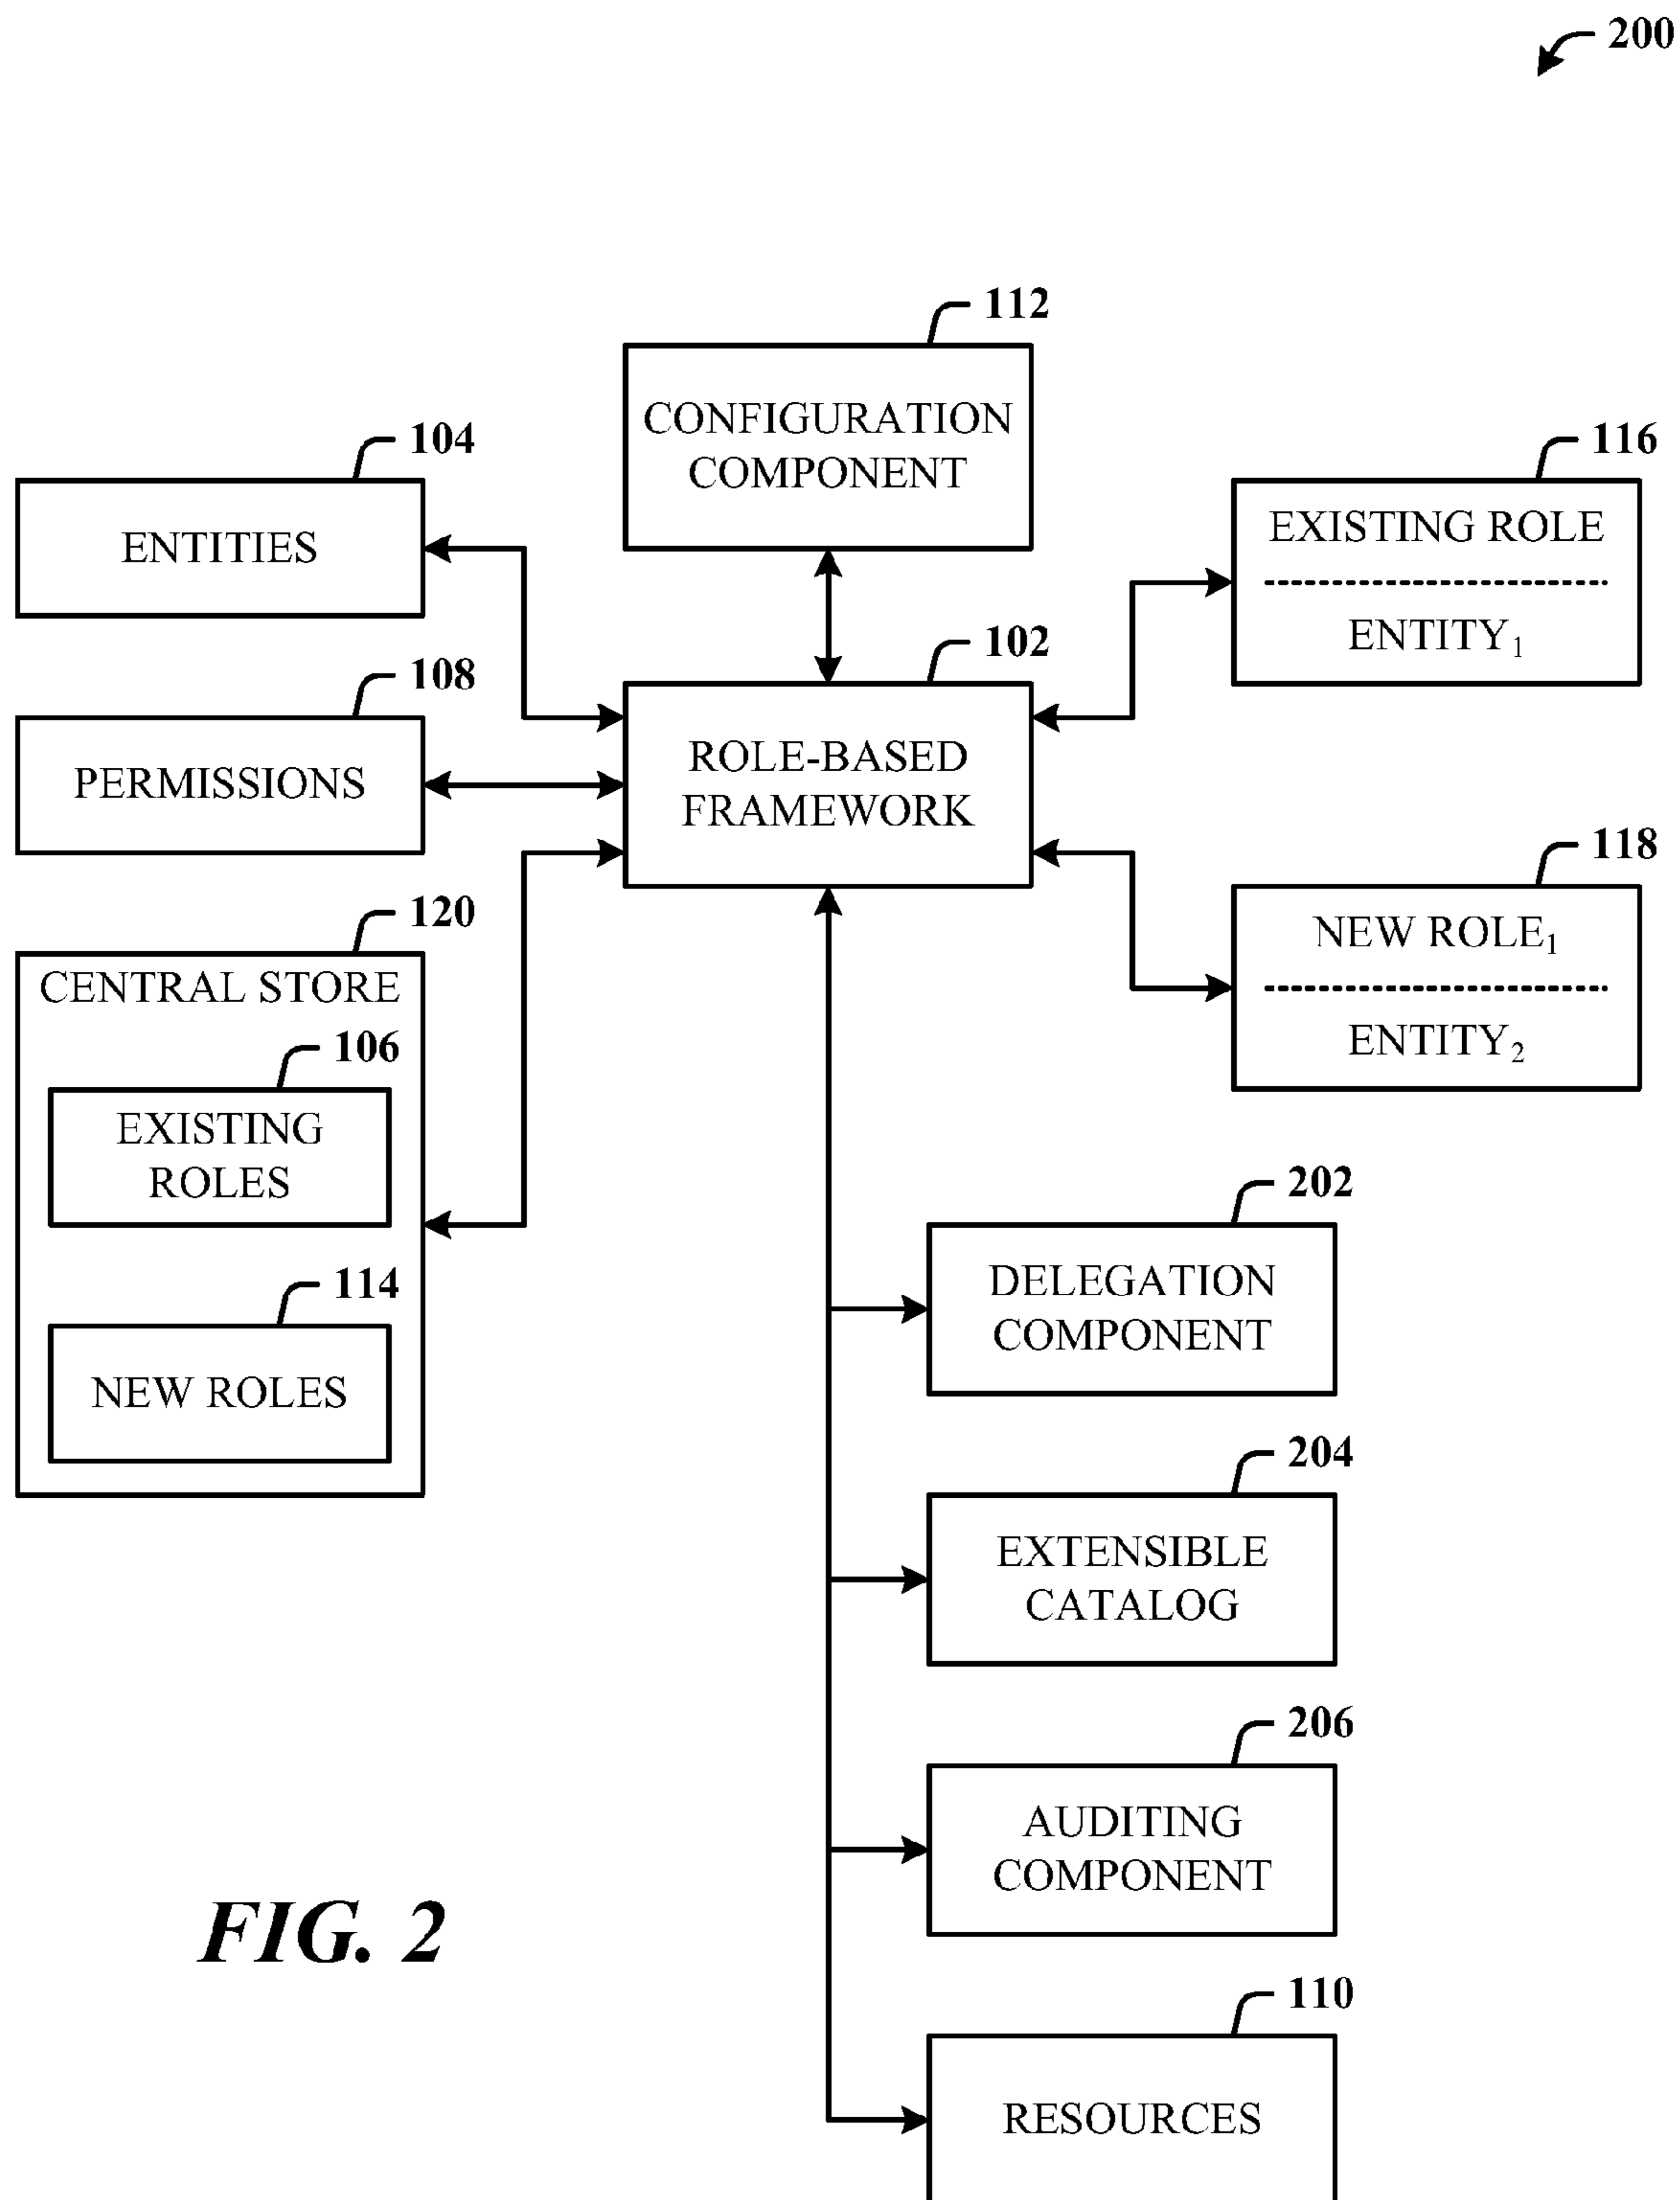 200
112
CONFIGURATION
COMPONENT
104
ENTITIES
116
EXISTING ROLE
ENTITY₁
108
PERMISSIONS
102
ROLE-BASED
FRAMEWORK
118
NEW ROLE₁
ENTITY₂
120
CENTRAL STORE
106
EXISTING
ROLES
114
NEW ROLES
202
DELEGATION
COMPONENT
204
EXTENSIBLE
CATALOG
206
AUDITING
COMPONENT
110
RESOURCES
FIG. 2